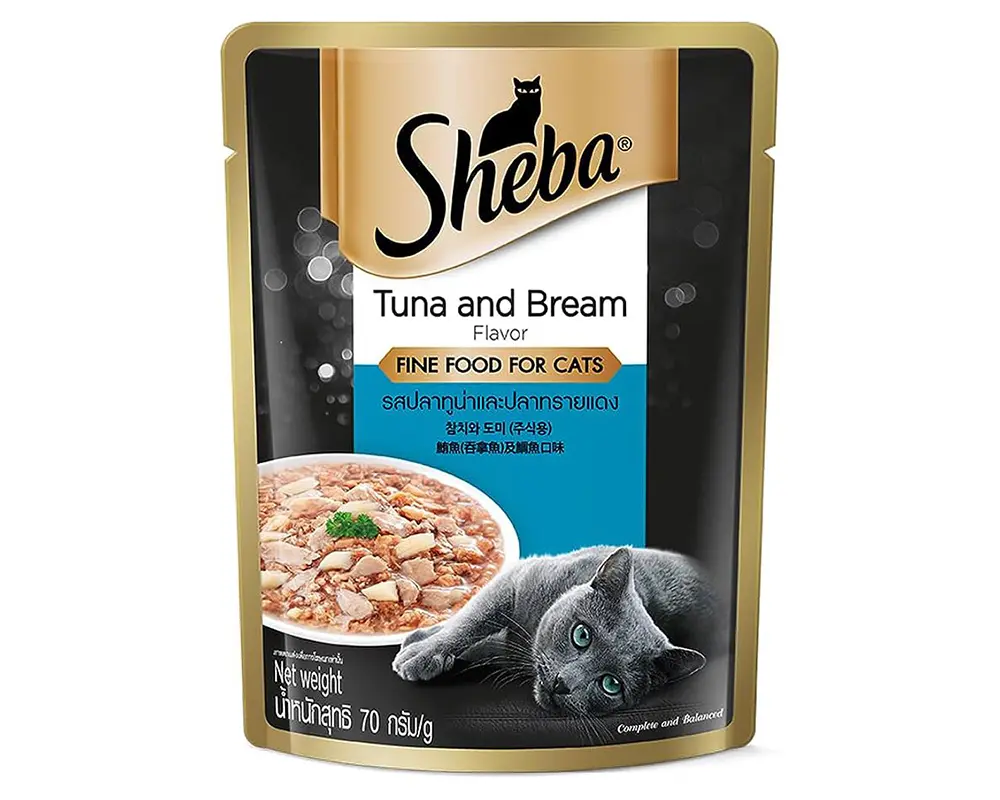 Sheba®
Tuna and Bream
Flavor
FINE FOOD FOR CATS
รสปลาทูน่าและปลาทรายแดง
참치와 도미 (주식용)
鮪魚(吞拿魚)及鯛魚口味
Net weight
น้ำหนักสุทธิ 70 กรัม/g
Complete and Balanced